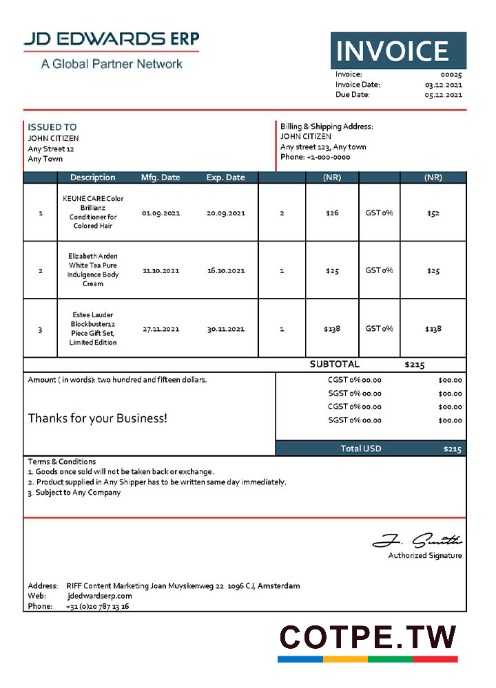 JD EDWARDS ERP
A Global Partner Network
INVOICE
Invoice: 00025
Invoice Date: 03.12.2021
Due Date: 05.12.2021
ISSUED TO
JOHN CITIZEN
Any Street 12
Any Town
Billing & Shipping Address:
JOHN CITIZEN
Any street 123, Any town
Phone: +1-000-0000
Description Mfg. Date Exp. Date (NR) (NR)
1 KEUNE CARE Color Brillianz Conditioner for Colored Hair 01.09.2021 20.09.2021 2 $26 GST 0% $52
2 Elizabeth Arden White Tea Pure Indulgence Body Cream 11.10.2021 16.10.2021 1 $25 GST 0% $25
3 Estee Lauder Blockbuster12 Piece Gift Set, Limited Edition 27.11.2021 30.11.2021 1 $138 GST 0% $138
SUBTOTAL $215
Amount ( in words): two hundred and fifteen dollars.
CGST 0% 00.00 $00.00
SGST 0% 00.00 $00.00
CGST 0% 00.00 $00.00
SGST 0% 00.00 $00.00
Thanks for your Business!
Total USD $215
Terms & Conditions
1. Goods once sold will not be taken back or exchange.
2. Product supplied in Any Shipper has to be written same day immediately.
3. Subject to Any Company
J. Smith
Authorized Signature
Address: RIFF Content Marketing Joan Muyskenweg 22 1096 CJ, Amsterdam
Web: jdedwardserp.com
Phone: +31 (0)20 787 13 16
COTPE.TW